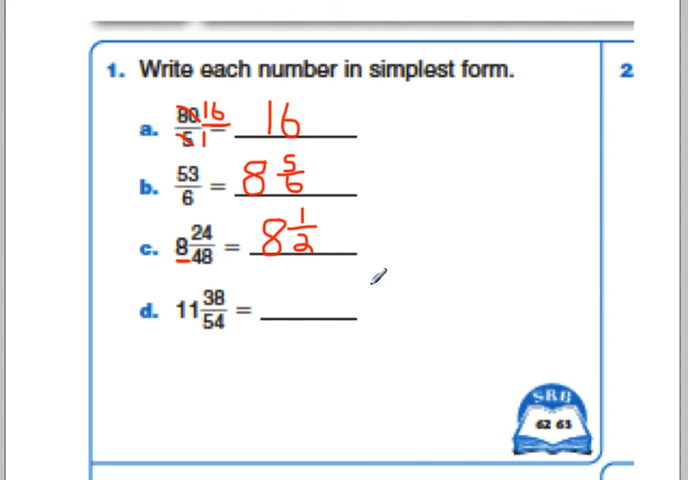 1. Write each number in simplest form.
a. 80/5 16/1 = 16
b. 53/6 = 8 5/6
c. 8 24/48 = 8 1/2
d. 11 38/54 = ______
2
SRB
62 63